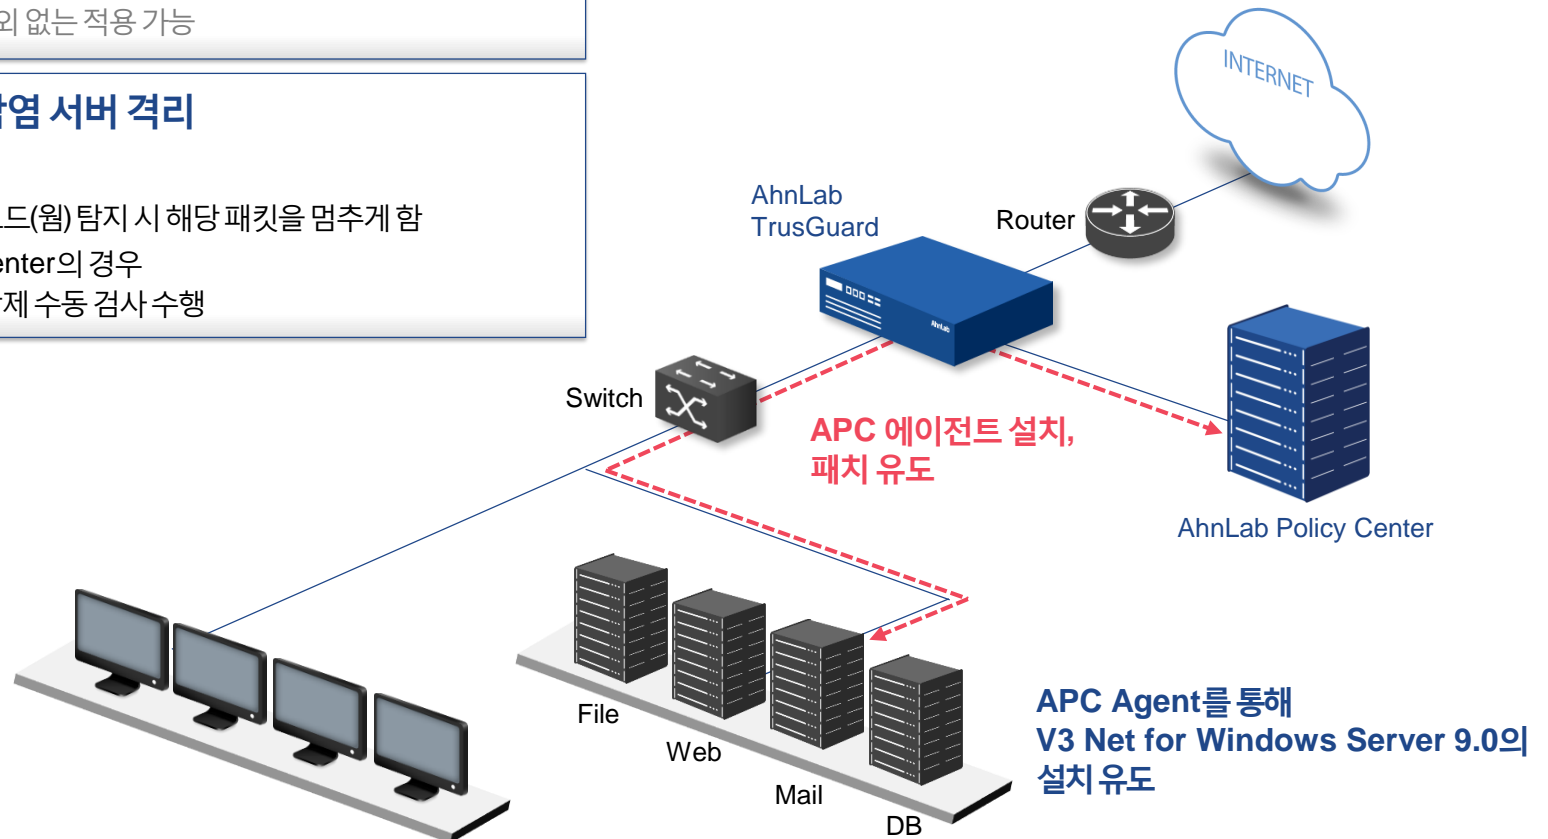 외 없는 적용 가능
감염 서버 격리
코드(웜) 탐지 시 해당 패킷을 멈추게 함
enter의 경우
강제 수동 검사 수행
INTERNET
AhnLab
TrusGuard
Router
AhnLab
Switch
APC 에이전트 설치,
패치 유도
AhnLab Policy Center
File
Web
Mail
DB
APC Agent를 통해
V3 Net for Windows Server 9.0의
설치 유도